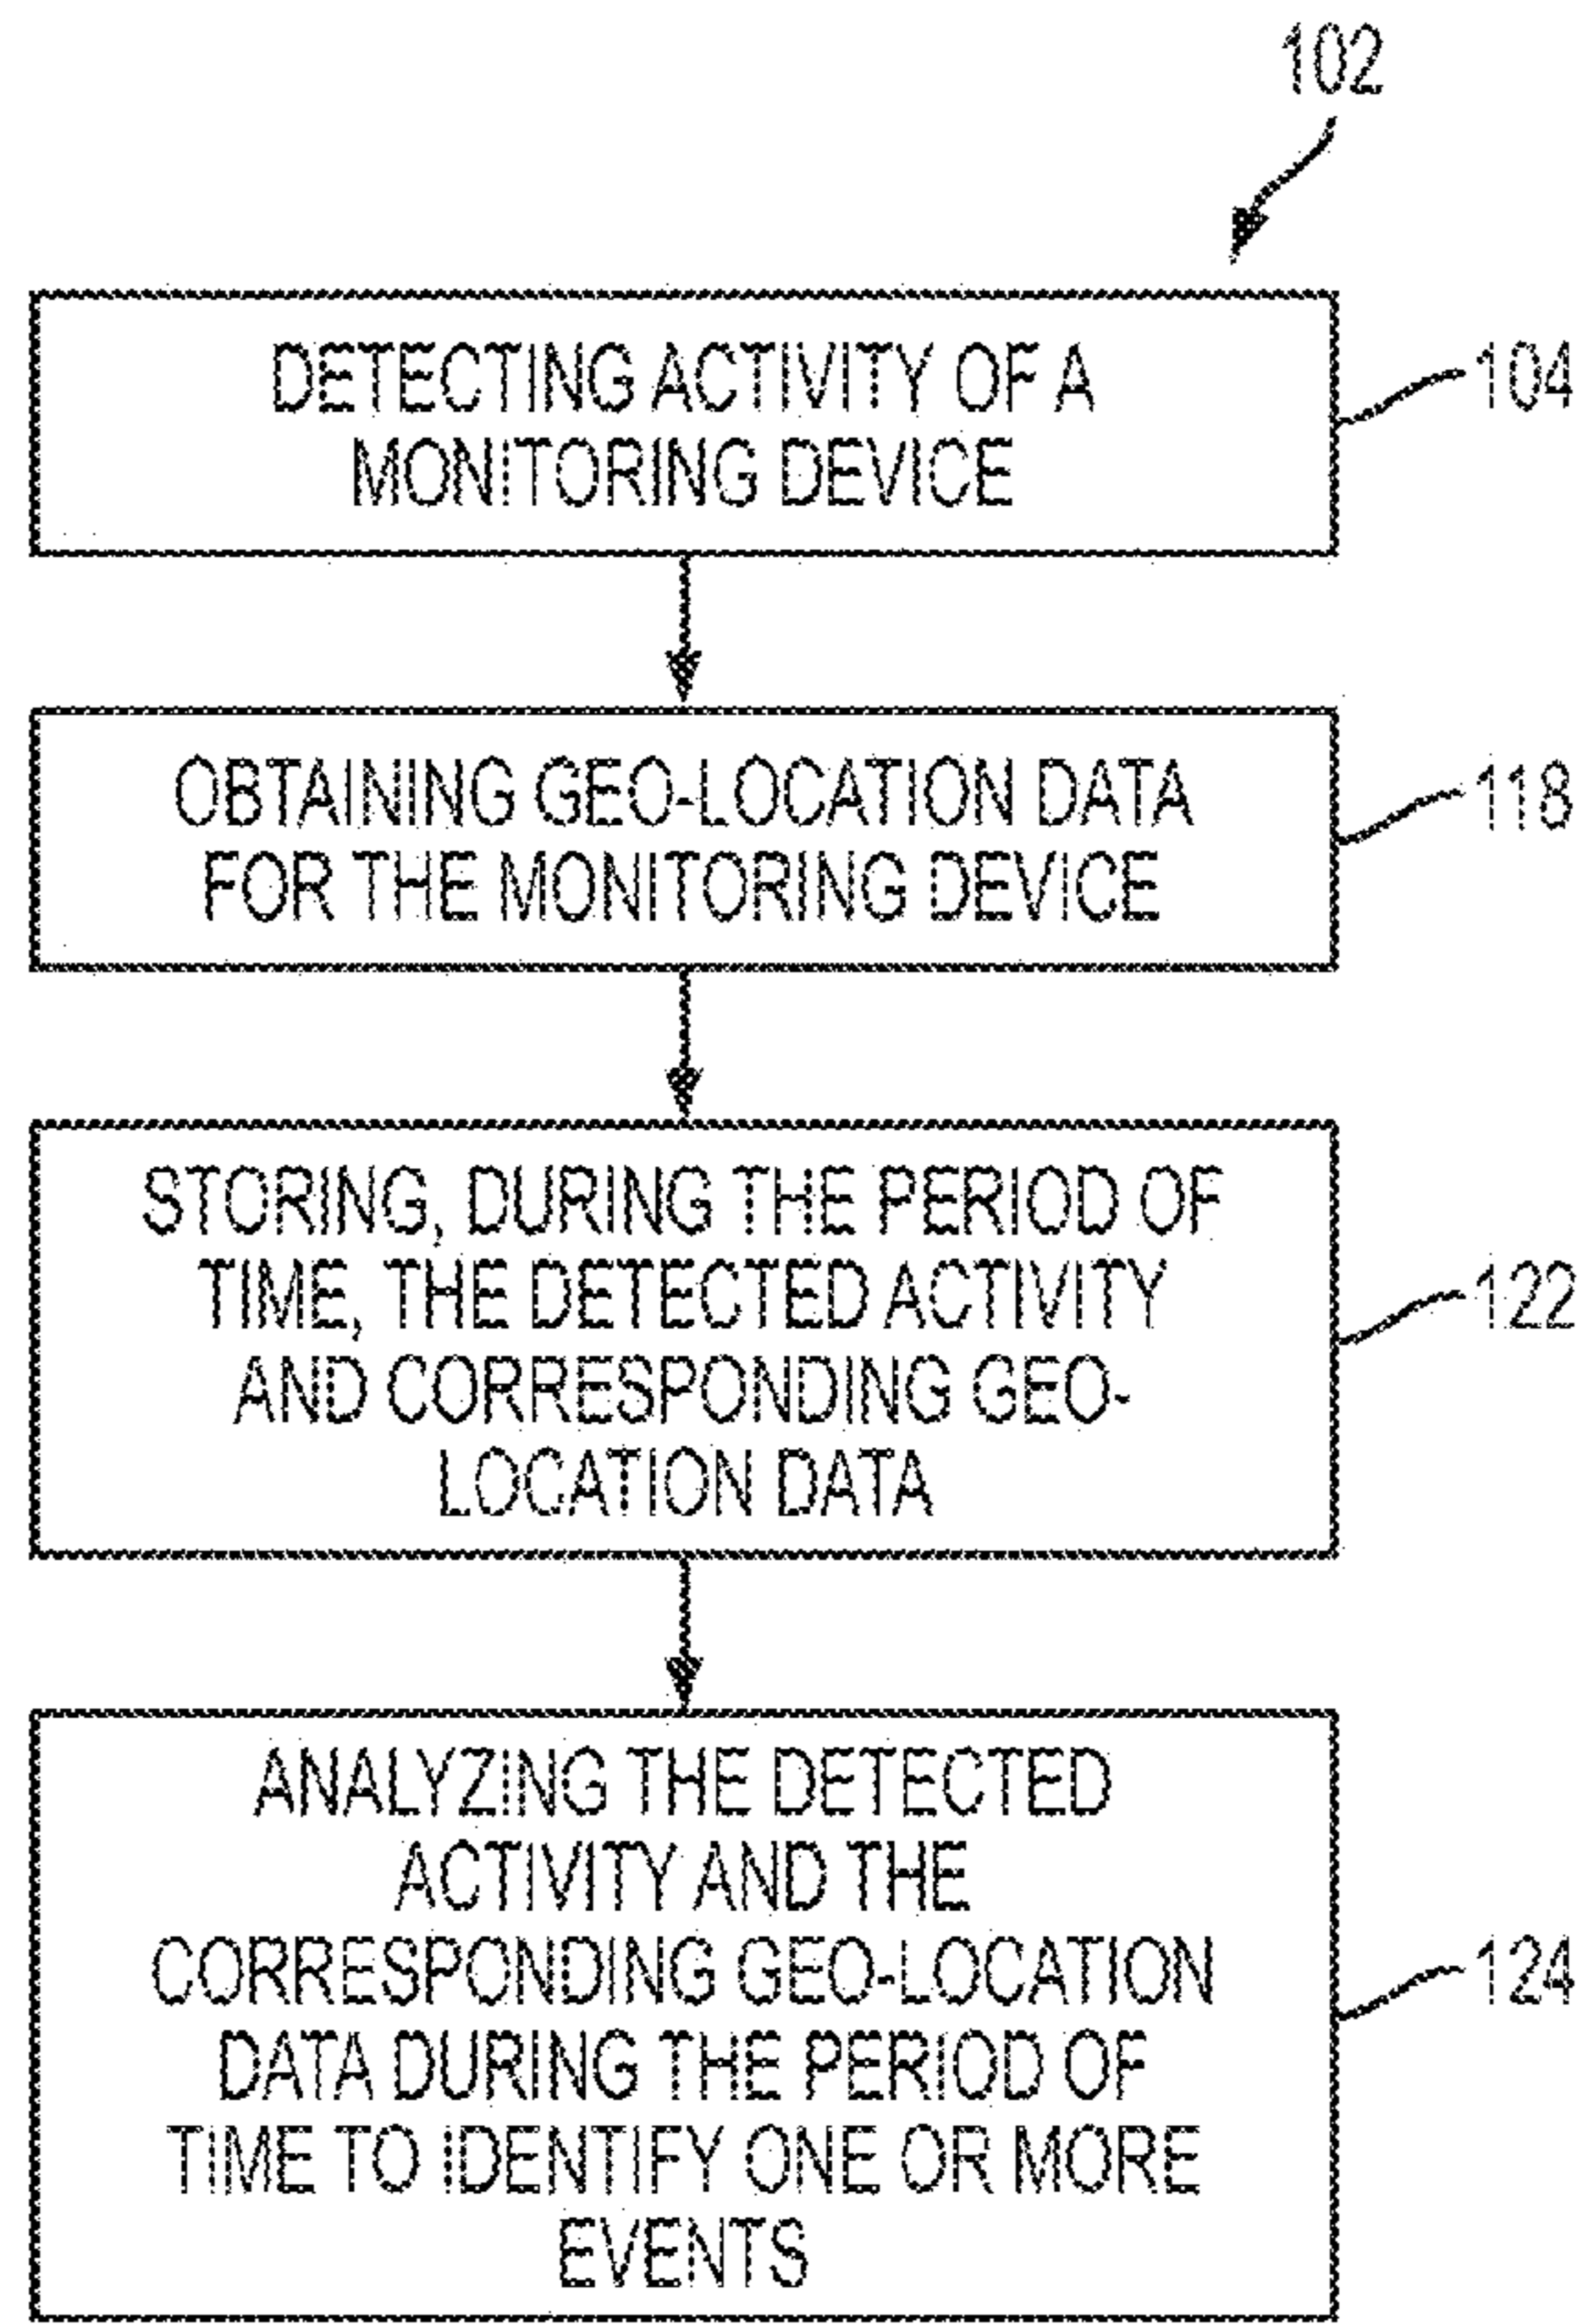 102
DETECTING ACTIVITY OF A
MONITORING DEVICE
104
OBTAINING GEO-LOCATION DATA
FOR THE MONITORING DEVICE
118
STORING, DURING THE PERIOD OF
TIME, THE DETECTED ACTIVITY
AND CORRESPONDING GEO-
LOCATION DATA
122
ANALYZING THE DETECTED
ACTIVITY AND THE
CORRESPONDING GEO-LOCATION
DATA DURING THE PERIOD OF
TIME TO IDENTIFY ONE OR MORE
EVENTS
124